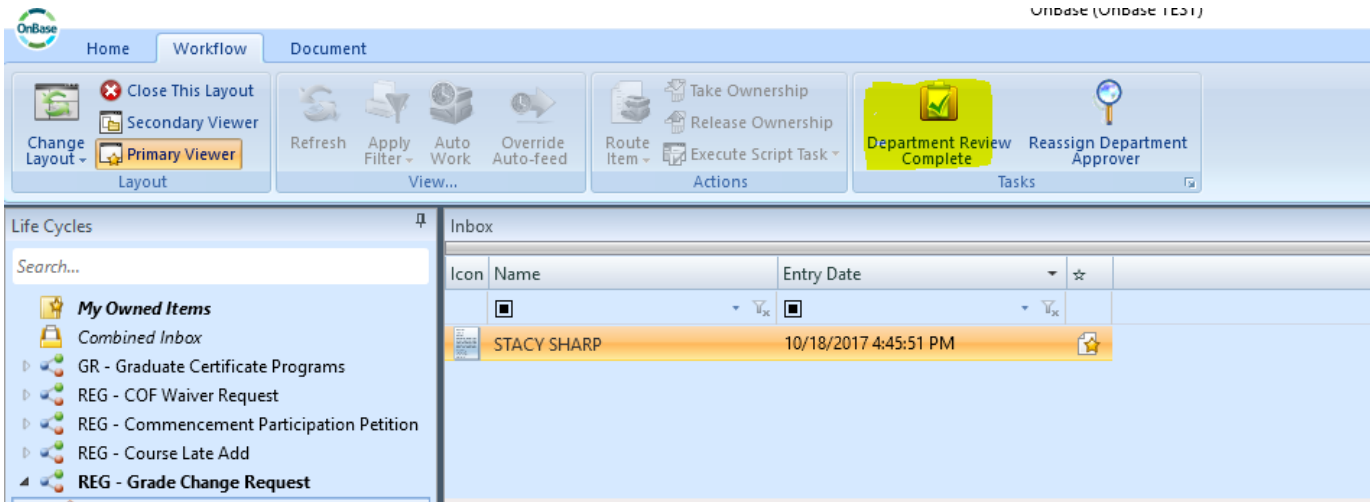 OnBase (OnBase TEST)
OnBase
Home Workflow Document
Change Layout
Close This Layout
Secondary Viewer
Primary Viewer
Layout
Refresh
Apply Filter
Auto Work
Override Auto-feed
View...
Route Item
Take Ownership
Release Ownership
Execute Script Task
Actions
Department Review Complete
Reassign Department Approver
Tasks
Life Cycles
Search...
My Owned Items
Combined Inbox
GR - Graduate Certificate Programs
REG - COF Waiver Request
REG - Commencement Participation Petition
REG - Course Late Add
REG - Grade Change Request
Inbox
Icon Name Entry Date
STACY SHARP 10/18/2017 4:45:51 PM